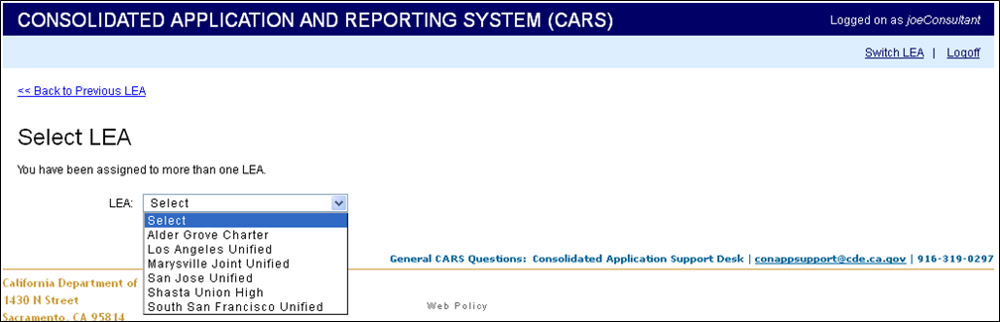 CONSOLIDATED APPLICATION AND REPORTING SYSTEM (CARS) Logged on as joeConsultant
Switch LEA | Logoff
<< Back to Previous LEA
Select LEA
You have been assigned to more than one LEA.
LEA: Select
Select
Alder Grove Charter
Los Angeles Unified
Marysville Joint Unified
San Jose Unified
Shasta Union High
South San Francisco Unified
General CARS Questions: Consolidated Application Support Desk | conappsupport@cde.ca.gov | 916-319-0297
California Department of
1430 N Street
Sacramento, CA 95814
Web Policy